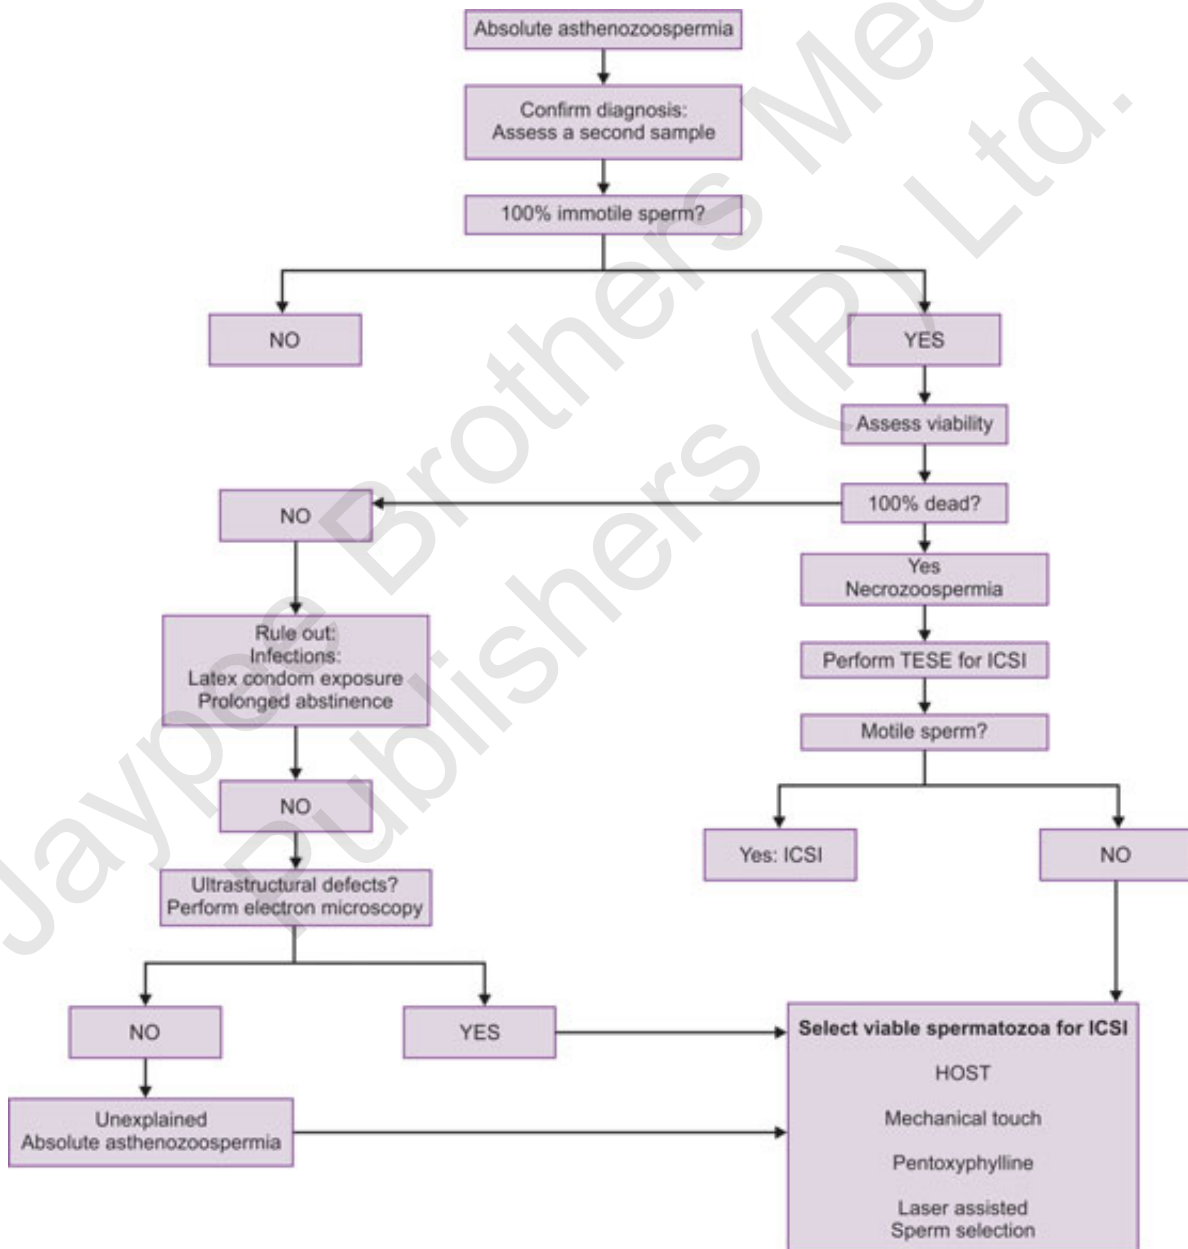 Absolute asthenozoospermia
Confirm diagnosis:
Assess a second sample
100% immotile sperm?
NO
YES
Assess viability
100% dead?
NO
Yes
Necrozoospermia
Rule out:
Infections:
Latex condom exposure
Prolonged abstinence
Perform TESE for ICSI
Motile sperm?
NO
Yes: ICSI
NO
Ultrastructural defects?
Perform electron microscopy
NO
YES
Select viable spermatozoa for ICSI
HOST
Mechanical touch
Pentoxyphylline
Laser assisted
Sperm selection
Unexplained
Absolute asthenozoospermia
Jaypee Brothers Med
Publishers (P) Ltd.